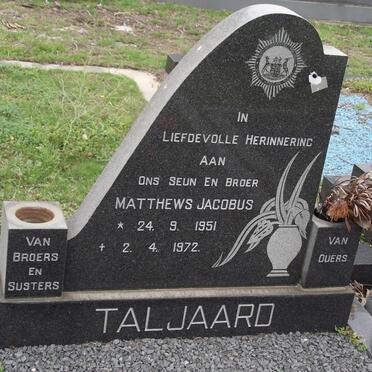 IN
LIEFDEVOLLE HERINNERING
AAN
ONS SEUN EN BROER
MATTHEWS JACOBUS
* 24. 9. 1951
† 2. 4. 1972.
VAN
BROERS
EN
SUSTERS
VAN
OUERS
TALJAARD